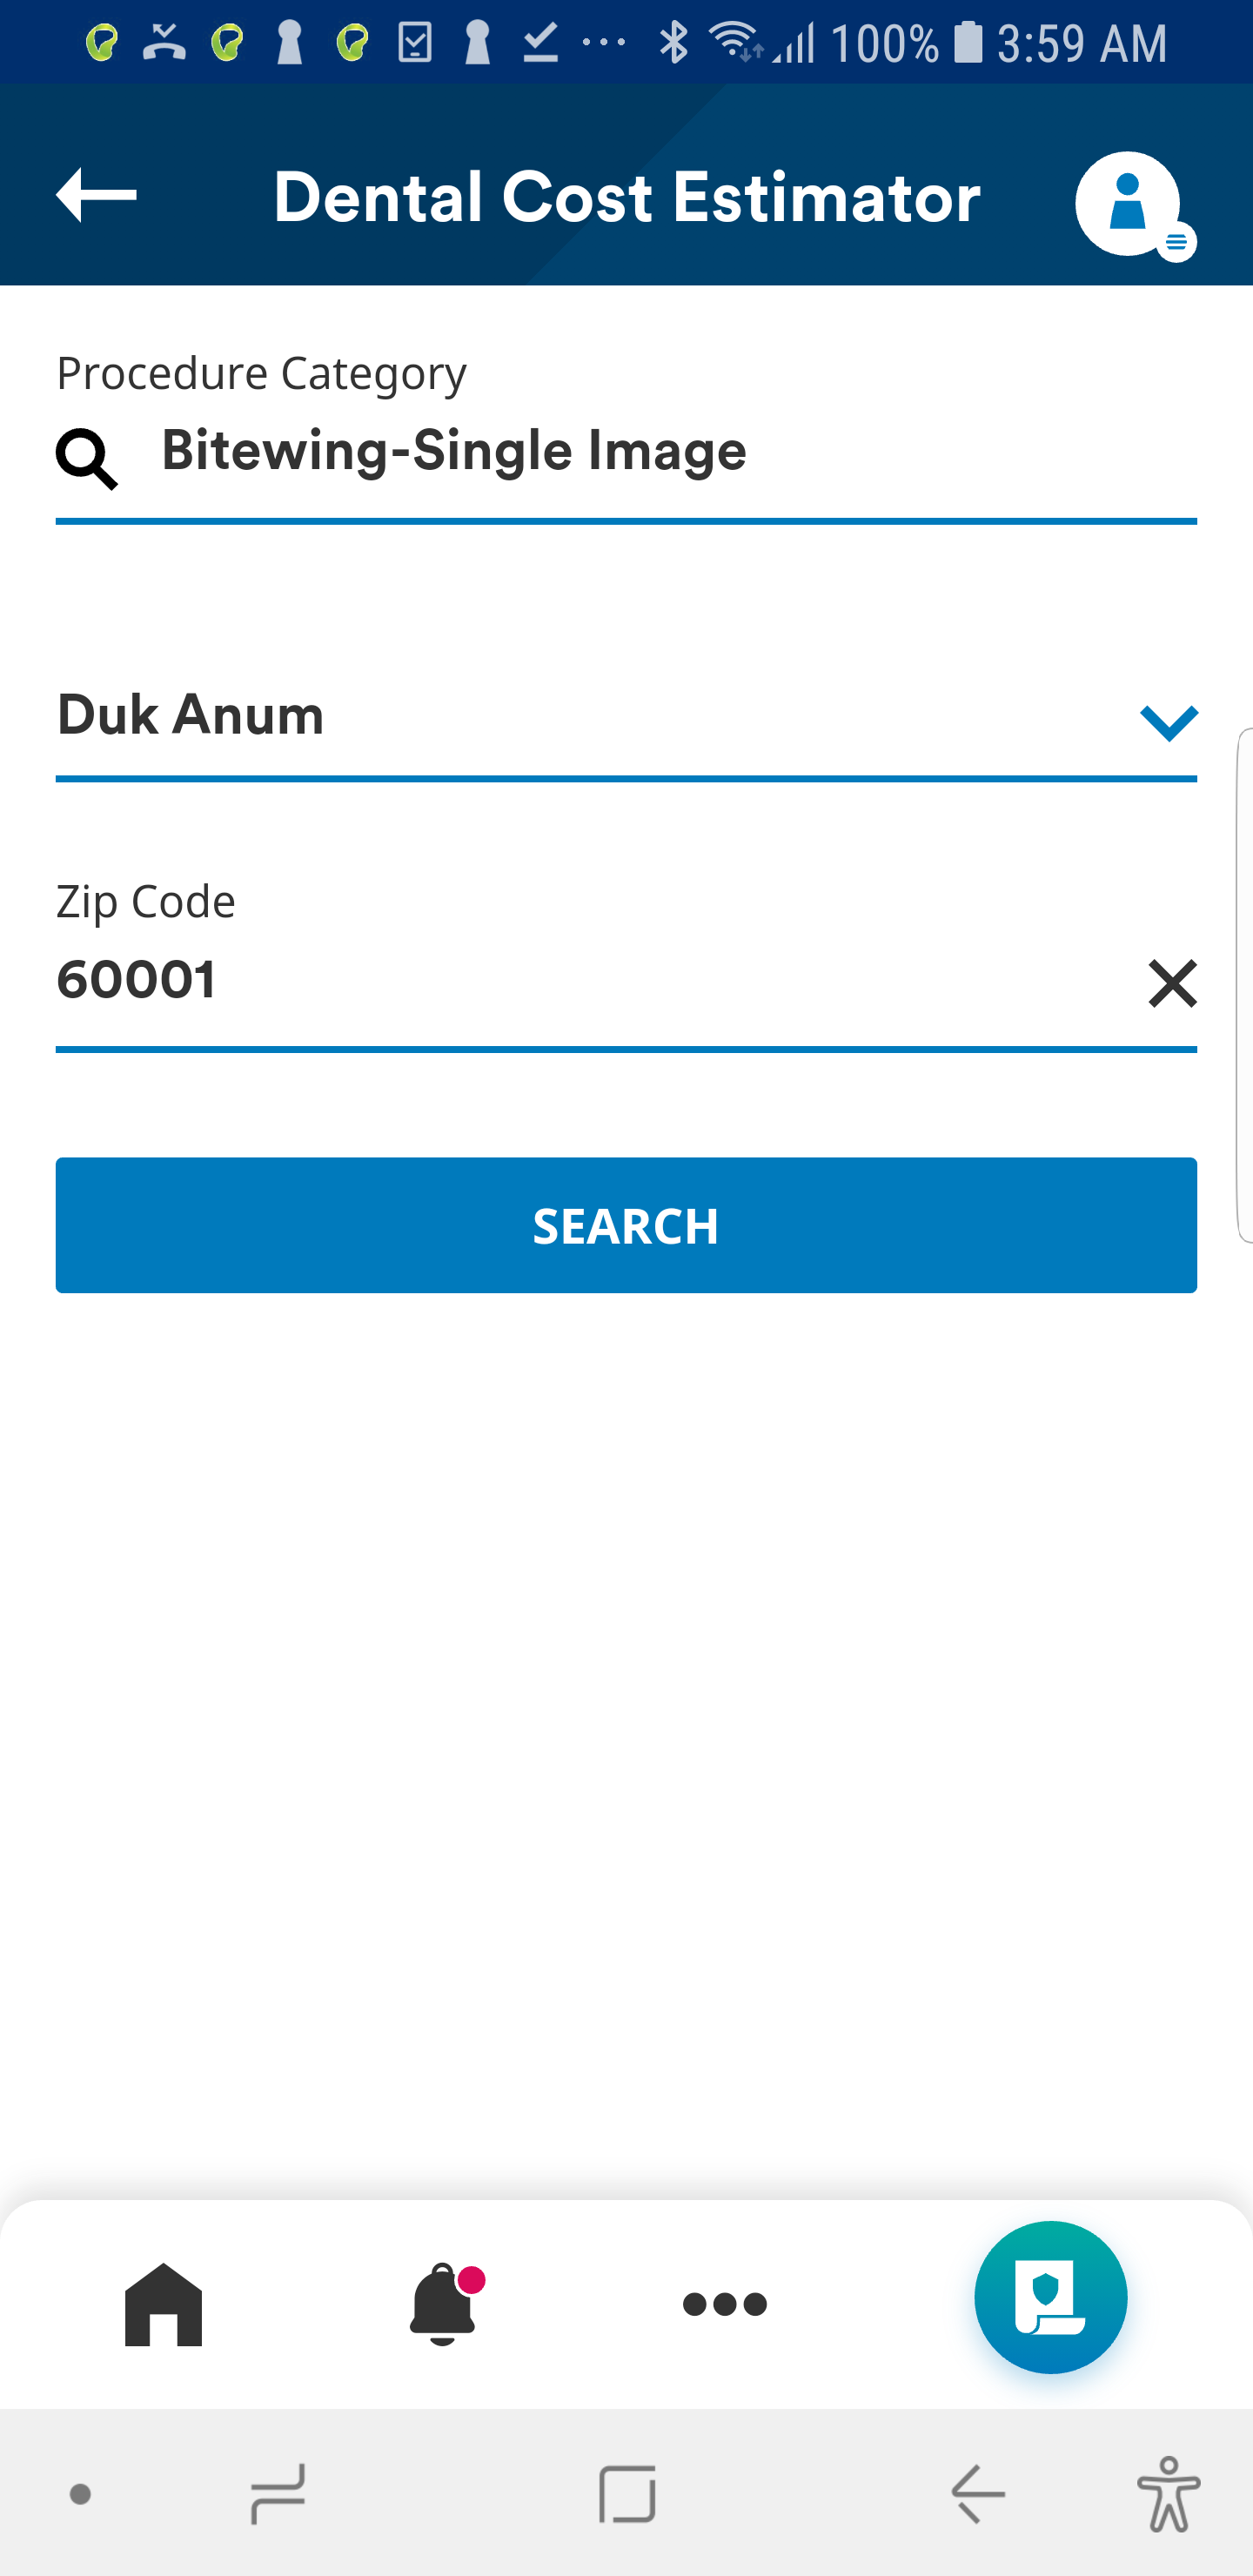 100% 3:59 AM
Dental Cost Estimator
Procedure Category
Bitewing-Single Image
Duk Anum
Zip Code
60001
SEARCH